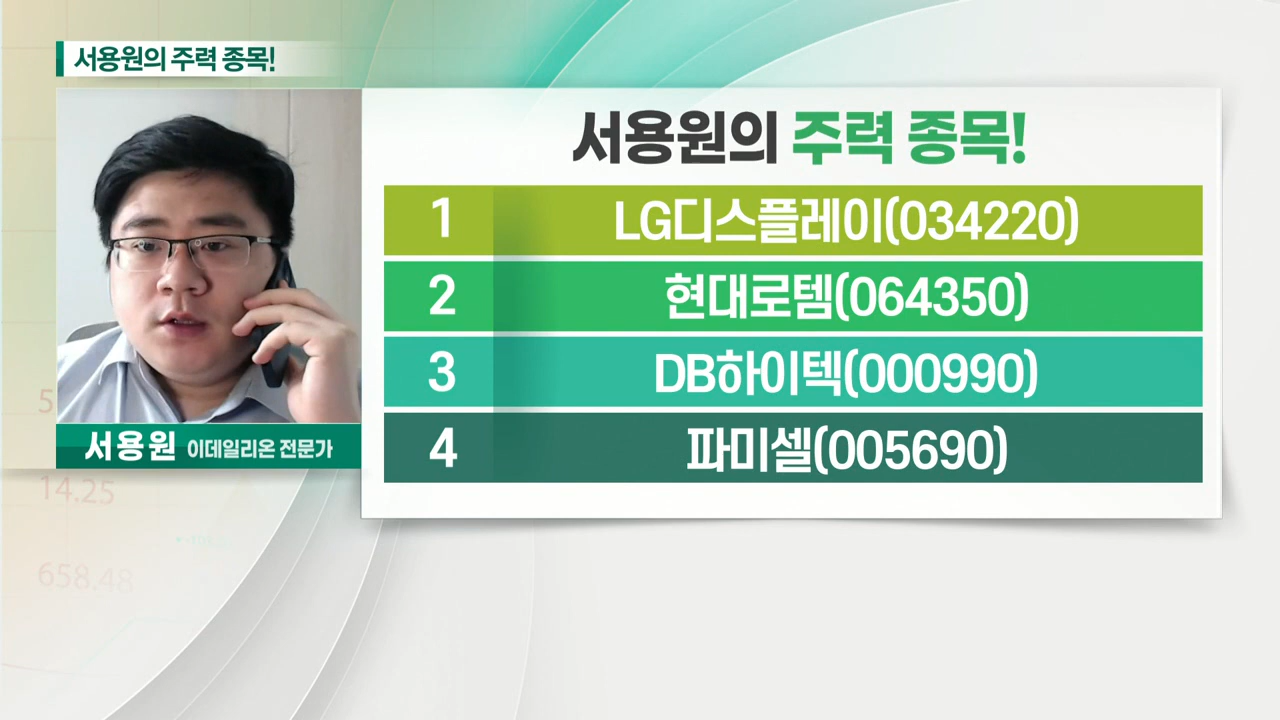 서용원의 주력 종목!
서용원의 주력 종목!
1 LG디스플레이(034220)
2 현대로템(064350)
3 DB하이텍(000990)
4 파미셀(005690)
서용원 이데일리온 전문가
5
14.25
658.48